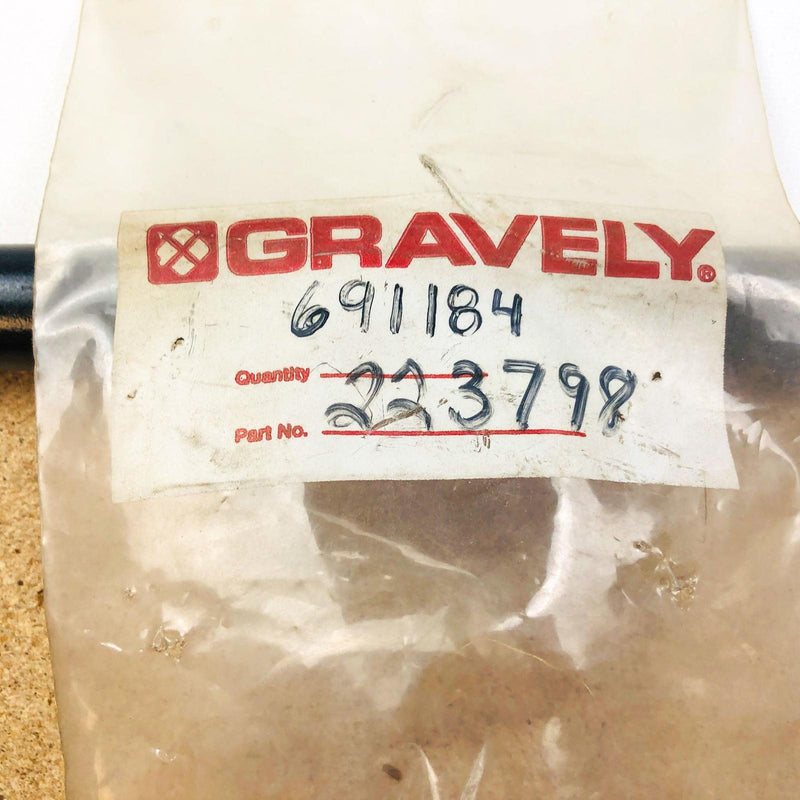 GRAVELY®
691184
Quantity
223798
Part No.